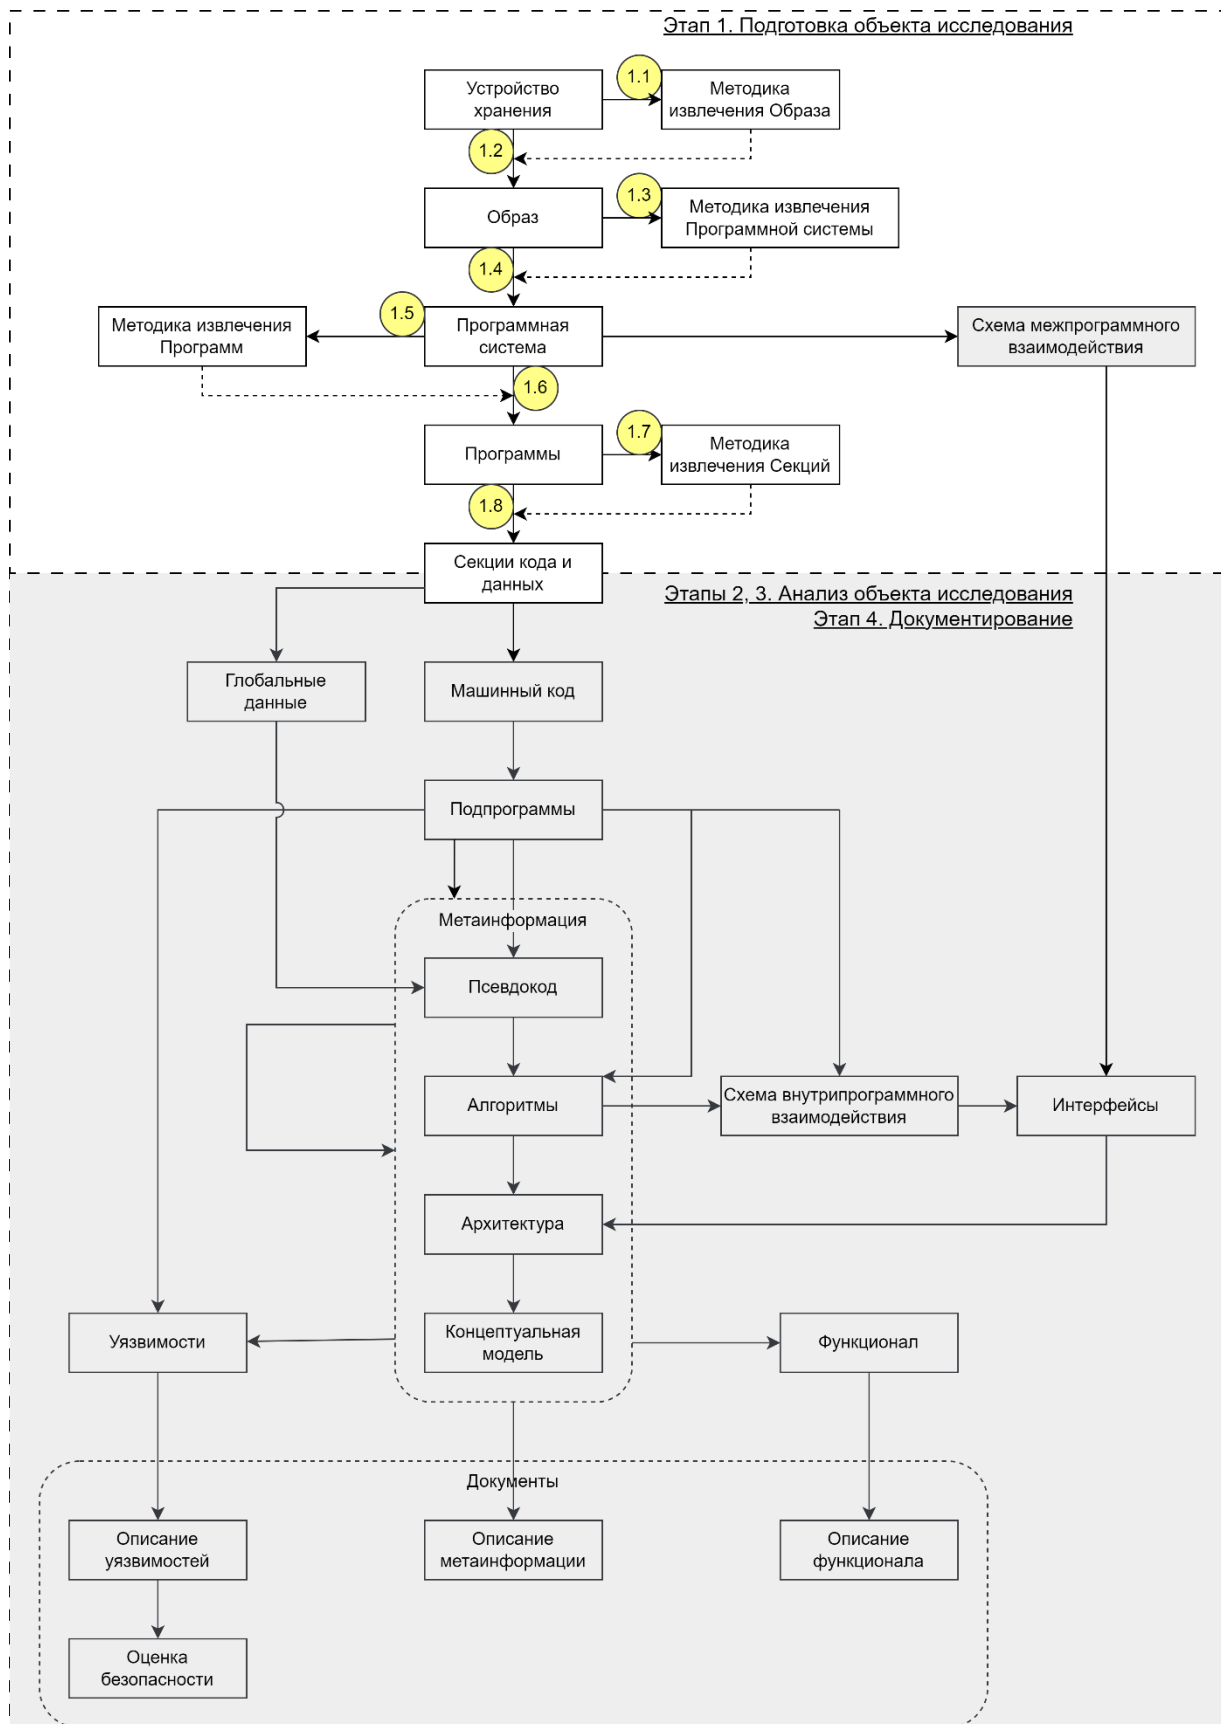 Этап 1. Подготовка объекта исследования
1.1
Устройство
хранения
Методика
извлечения Образа
1.2
1.3
Образ
Методика извлечения
Программной системы
1.4
1.5
Методика извлечения
Программ
Программная
система
Схема межпрограммного
взаимодействия
1.6
1.7
Программы
Методика
извлечения Секций
1.8
Секции кода и
данных
Этапы 2, 3. Анализ объекта исследования
Этап 4. Документирование
Глобальные
данные
Машинный код
Подпрограммы
Метаинформация
Псевдокод
Алгоритмы
Схема внутрипрограммного
взаимодействия
Интерфейсы
Архитектура
Уязвимости
Концептуальная
модель
Функционал
Документы
Описание
уязвимостей
Описание
метаинформации
Описание
функционала
Оценка
безопасности